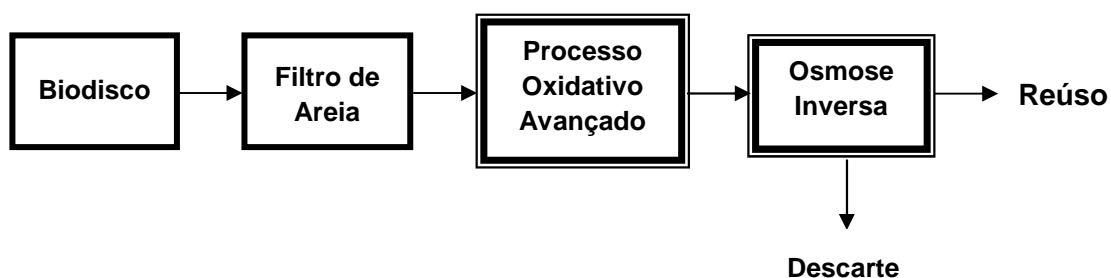 Biodisco
Filtro de
Areia
Processo
Oxidativo
Avançado
Osmose
Inversa
Reúso
Descarte